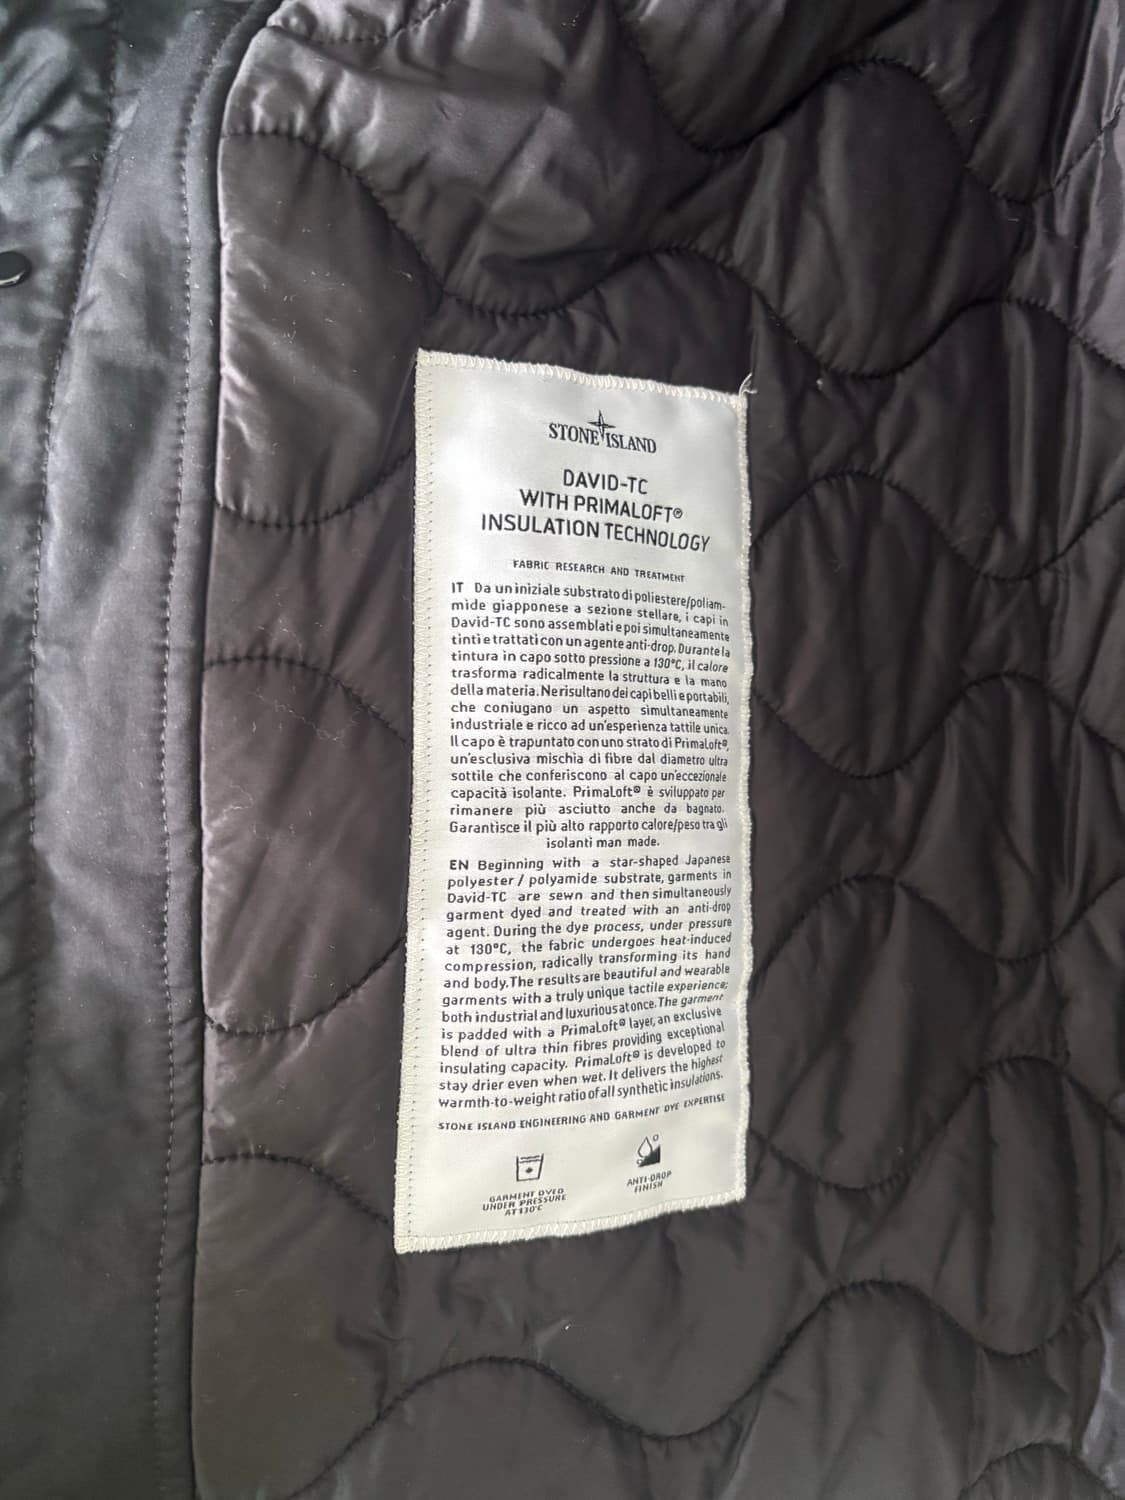 STONE ISLAND
DAVID-TC
WITH PRIMALOFT®
INSULATION TECHNOLOGY
FABRIC RESEARCH AND TREATMENT
IT Da un iniziale substrato di poliestere/poliam-
mide giapponese a sezione stellare, i capi in
David-TC sono assemblati e poi simultaneamente
tinti e trattati con un agente anti-drop. Durante la
tintura in capo sotto pressione a 130°C, il calore
trasforma radicalmente la struttura e la mano
della materia. Ne risultano dei capi belli e portabili,
che coniugano un aspetto simultaneamente
industriale e ricco ad un'esperienza tattile unica.
Il capo è trapuntato con uno strato di PrimaLoft®,
un'esclusiva mischia di fibre dal diametro ultra
sottile che conferiscono al capo un'eccezionale
capacità isolante. PrimaLoft® è sviluppato per
rimanere più asciutto anche da bagnato.
Garantisce il più alto rapporto calore/peso tra gli
isolanti man made.
EN Beginning with a star-shaped Japanese
polyester / polyamide substrate, garments in
David-TC are sewn and then simultaneously
garment dyed and treated with an anti-drop
agent. During the dye process, under pressure
at 130°C, the fabric undergoes heat-induced
compression, radically transforming its hand
and body. The results are beautiful and wearable
garments with a truly unique tactile experience;
both industrial and luxurious at once. The garment
is padded with a PrimaLoft® layer, an exclusive
blend of ultra thin fibres providing exceptional
insulating capacity. PrimaLoft® is developed to
stay drier even when wet. It delivers the highest
warmth-to-weight ratio of all synthetic insulations.
STONE ISLAND ENGINEERING AND GARMENT DYE EXPERTISE
GARMENT DYED
UNDER PRESSURE
AT 130°C
ANTI-DROP
FINISH